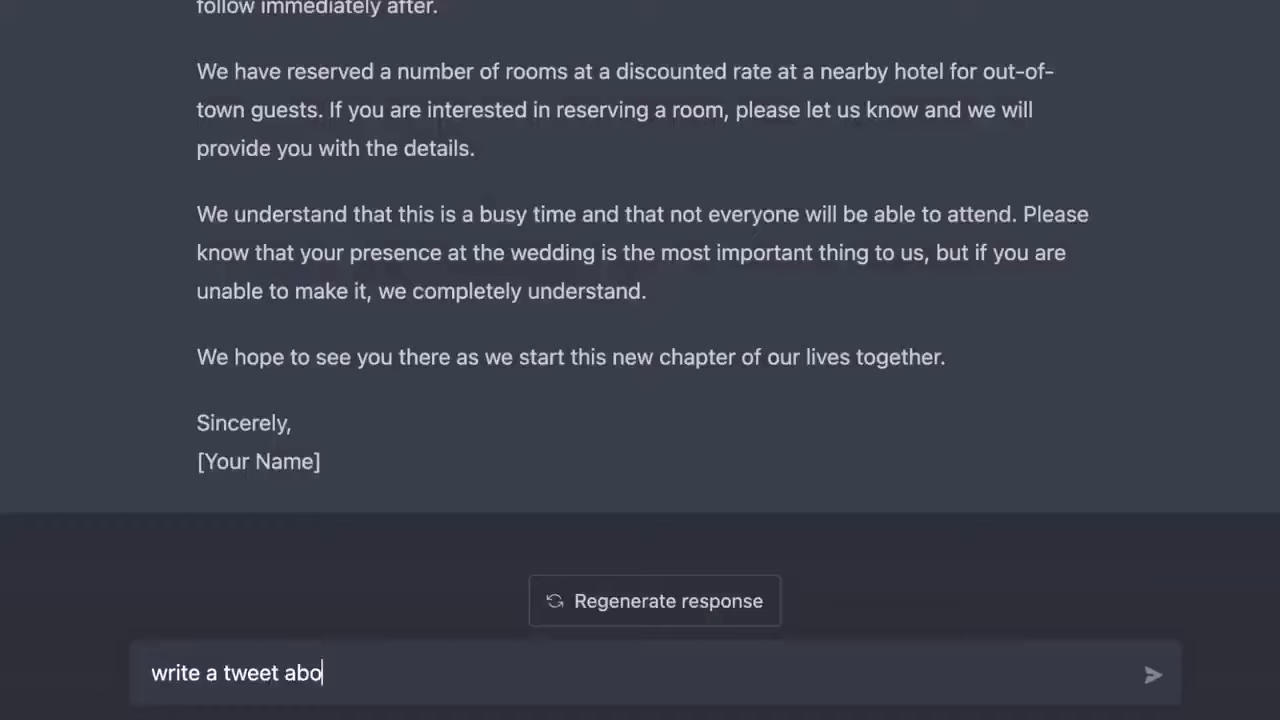 follow immediately after.
We have reserved a number of rooms at a discounted rate at a nearby hotel for out-of-
town guests. If you are interested in reserving a room, please let us know and we will
provide you with the details.
We understand that this is a busy time and that not everyone will be able to attend. Please
know that your presence at the wedding is the most important thing to us, but if you are
unable to make it, we completely understand.
We hope to see you there as we start this new chapter of our lives together.
Sincerely,
[Your Name]
Regenerate response
write a tweet abo